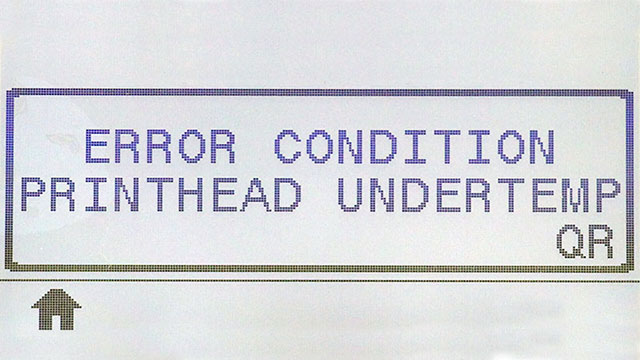 ERROR CONDITION
PRINTHEAD UNDERTEMP
QR